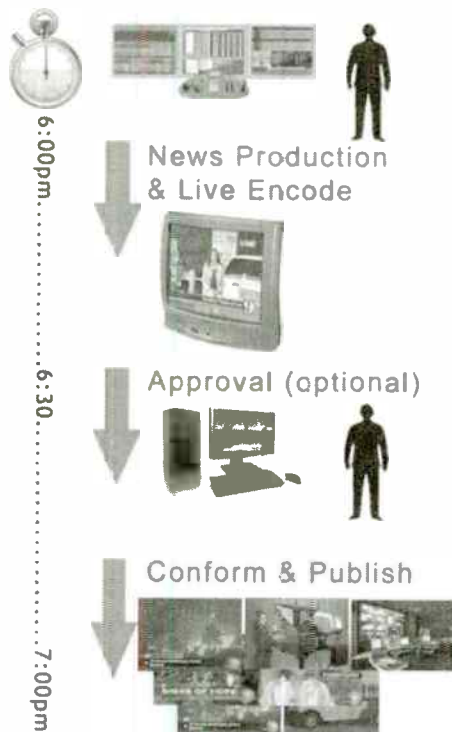 6:00pm
News Production
& Live Encode
6:30
Approval (optional)
Conform & Publish
7:00pm